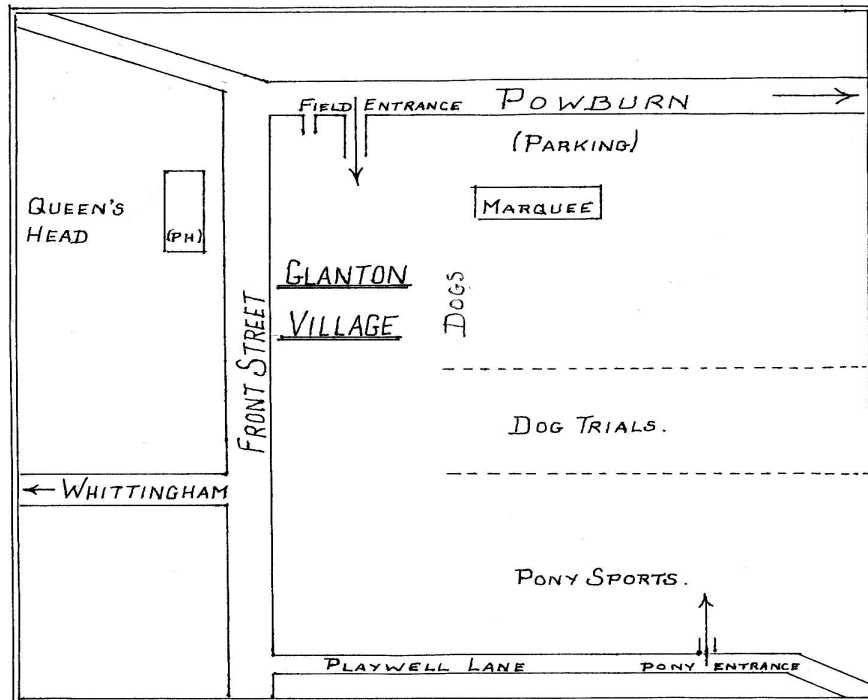 FIELD ENTRANCE
POWBURN
(PARKING)
MARQUEE
QUEEN'S
HEAD
(PH)
GLANTON
VILLAGE
DOGS
FRONT STREET
DOG TRIALS.
WHITTINGHAM
PONY SPORTS.
PLAYWELL LANE
PONY ENTRANCE